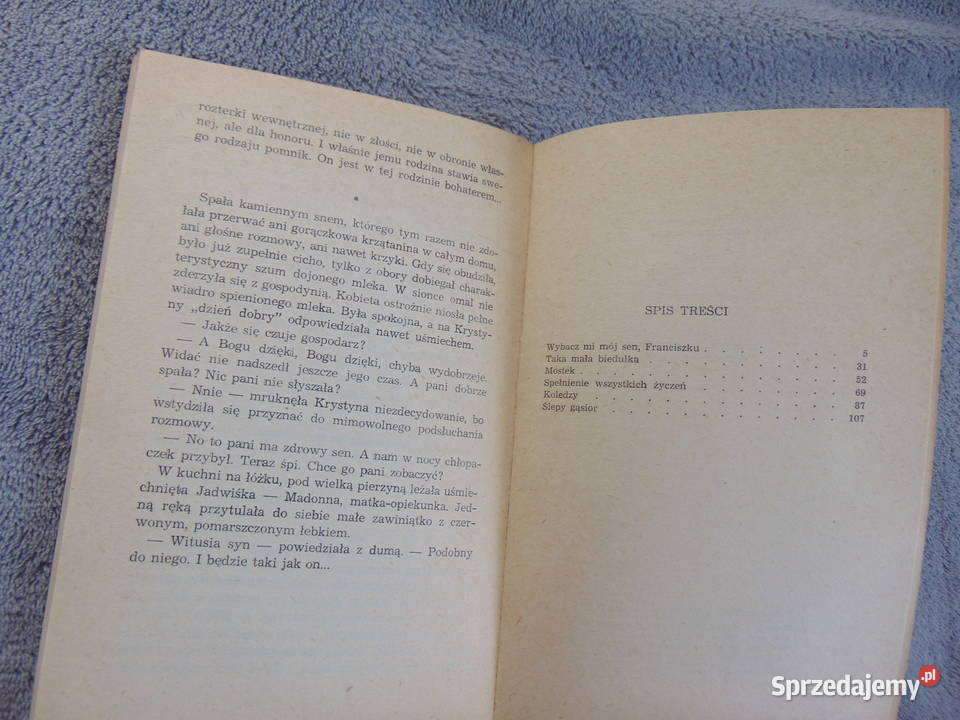 rozterki wewnętrznej, nie w złości, nie w obronie włas-
nej, ale dla honoru. I właśnie jemu rodzina stawia swe-
go rodzaju pomnik. On jest w tej rodzinie bohaterem...
*
Spała kamiennym snem, którego tym razem nie zdo-
łała przerwać ani gorączkowa krzątanina w całym domu,
ani głośne rozmowy, ani nawet krzyki. Gdy się obudziła,
było już zupełnie cicho, tylko z obory dobiegał charak-
terystyczny szum dojonego mleka. W sionce omal nie
zderzyła się z gospodynią. Kobieta ostrożnie niosła pełne
wiadro spienionego mleka. Była spokojna, a na Krysty-
ny „dzień dobry" odpowiedziała nawet uśmiechem.
— Jakże się czuje gospodarz?
— A Bogu dzięki, Bogu dzięki, chyba wydobrzeje.
Widać nie nadszedł jeszcze jego czas. A pani dobrze
spała? Nic pani nie słyszała?
— Nnie — mruknęła Krystyna niezdecydowanie, bo
wstydziła się przyznać do mimowolnego podsłuchania
rozmowy.
— No to pani ma zdrowy sen. A nam w nocy chłopa-
czek przybył. Teraz śpi. Chce go pani zobaczyć?
W kuchni na łóżku, pod wielką pierzyną leżała uśmie-
chnięta Jadwiśka — Madonna, matka-opiekunka. Jed-
ną ręką przytulała do siebie małe zawiniątko z czer-
wonym, pomarszczonym łebkiem.
— Witusia syn — powiedziała z dumą. — Podobny
do niego. I będzie taki jak on...
SPIS TREŚCI
Wybacz mi mój sen, Franciszku . . . . . . . . 5
Taka mała biedulka . . . . . . . . . . 31
Mostek . . . . . . . . . . . . . 52
Spełnienie wszystkich życzeń . . . . . . . . 69
Koledzy . . . . . . . . . . . . . 87
Ślepy gąsior . . . . . . . . . . . . 107
Sprzedajemy.pl